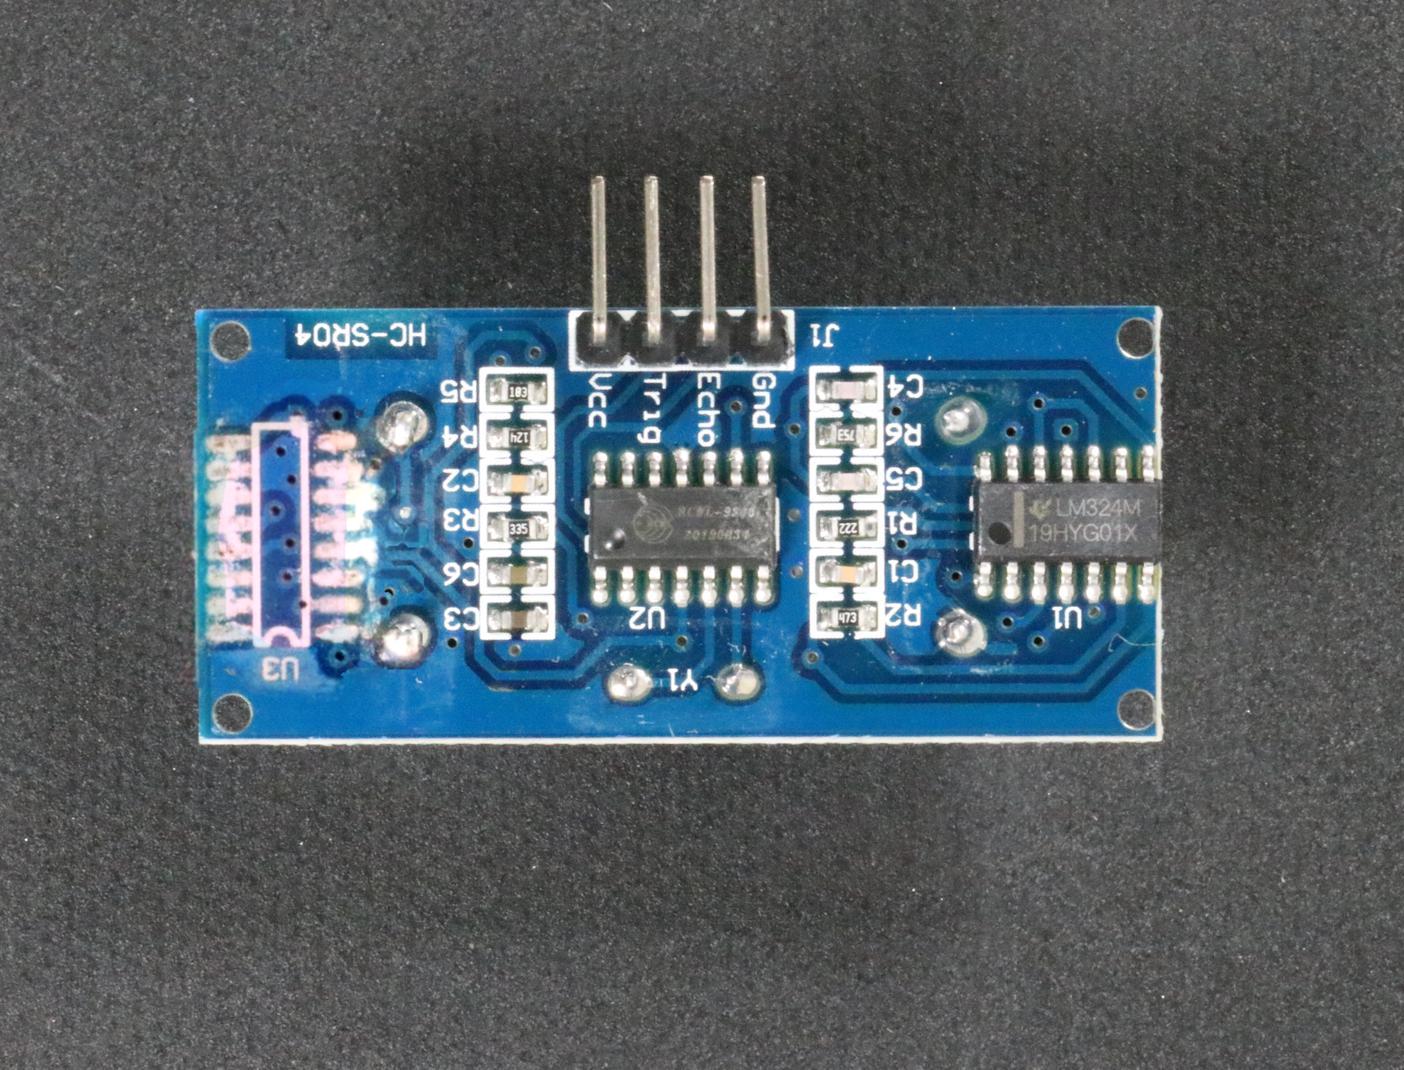 HC-SR04
J1
Vcc
Trig
Echo
Gnd
R5
103
R4
124
C2
R3
335
C6
C3
C4
R6
753
C5
R1
222
C1
R2
473
LM324M
19HYG01X
U2
U1
U3
Y1